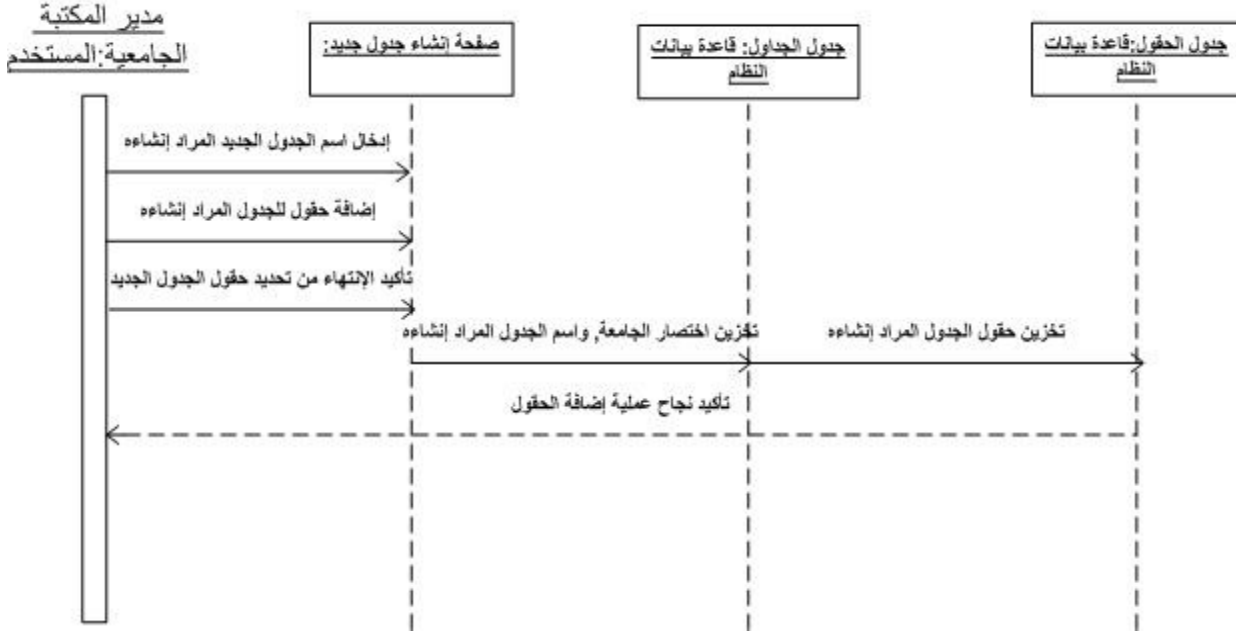 مدير المكتبة
الجامعية:المستخدم
صفحة إنشاء جدول جديد:
جدول الجداول: قاعدة بيانات
النظام
جدول الحقول:قاعدة بيانات
النظام
إدخال اسم الجدول الجديد المراد إنشاءه
إضافة حقول للجدول المراد إنشاءه
تأكيد الإنتهاء من تحديد حقول الجدول الجديد
تخزين اختصار الجامعة, واسم الجدول المراد إنشاءه
تخزين حقول الجدول المراد إنشاءه
تأكيد نجاح عملية إضافة الحقول